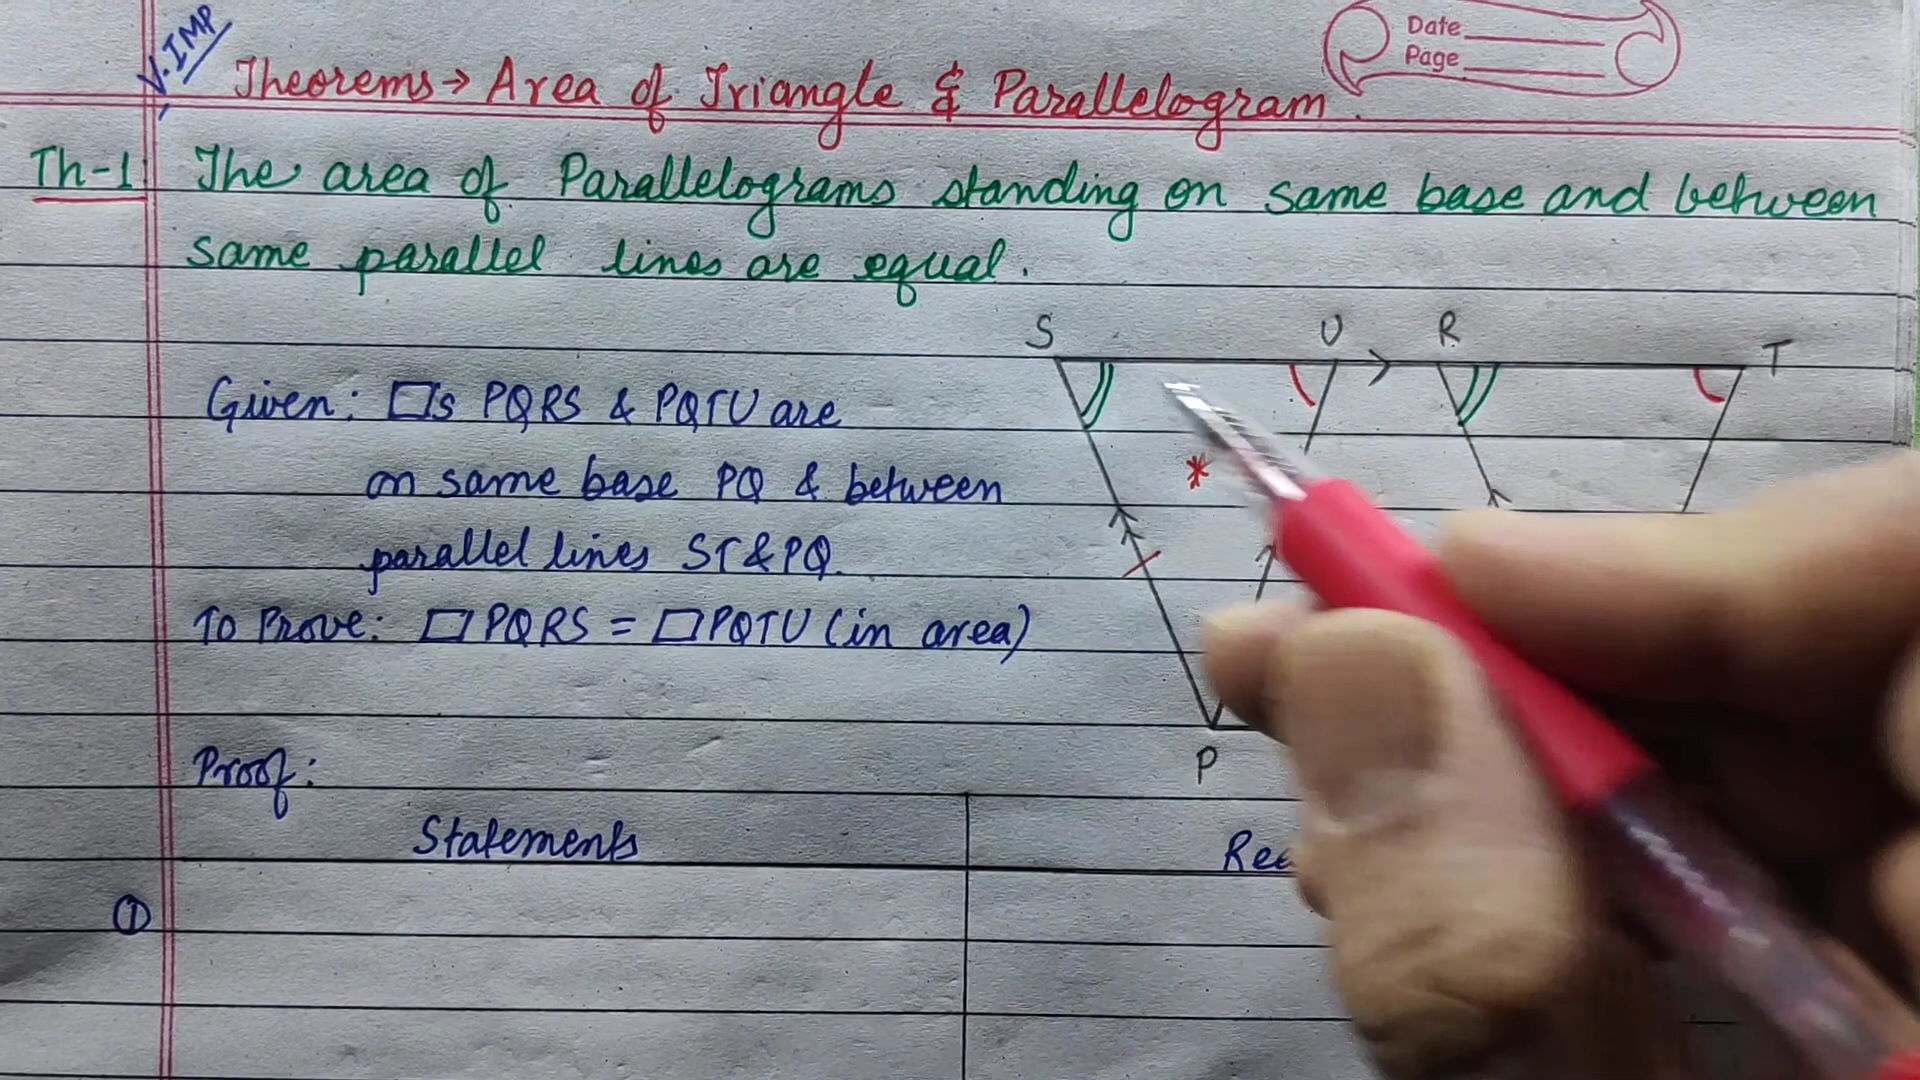 V. IMP
Date
Page
Theorems → Area of Triangle & Parallelogram.
Th-1 The area of Parallelograms standing on same base and between
same parallel lines are equal.
S U R T
Given: ▱s PQRS & PQTU are
on same base PQ & between
parallel lines ST & PQ.
To Prove: ▱PQRS = ▱PQTU (in area)
*
P
Proof:
Statements
①